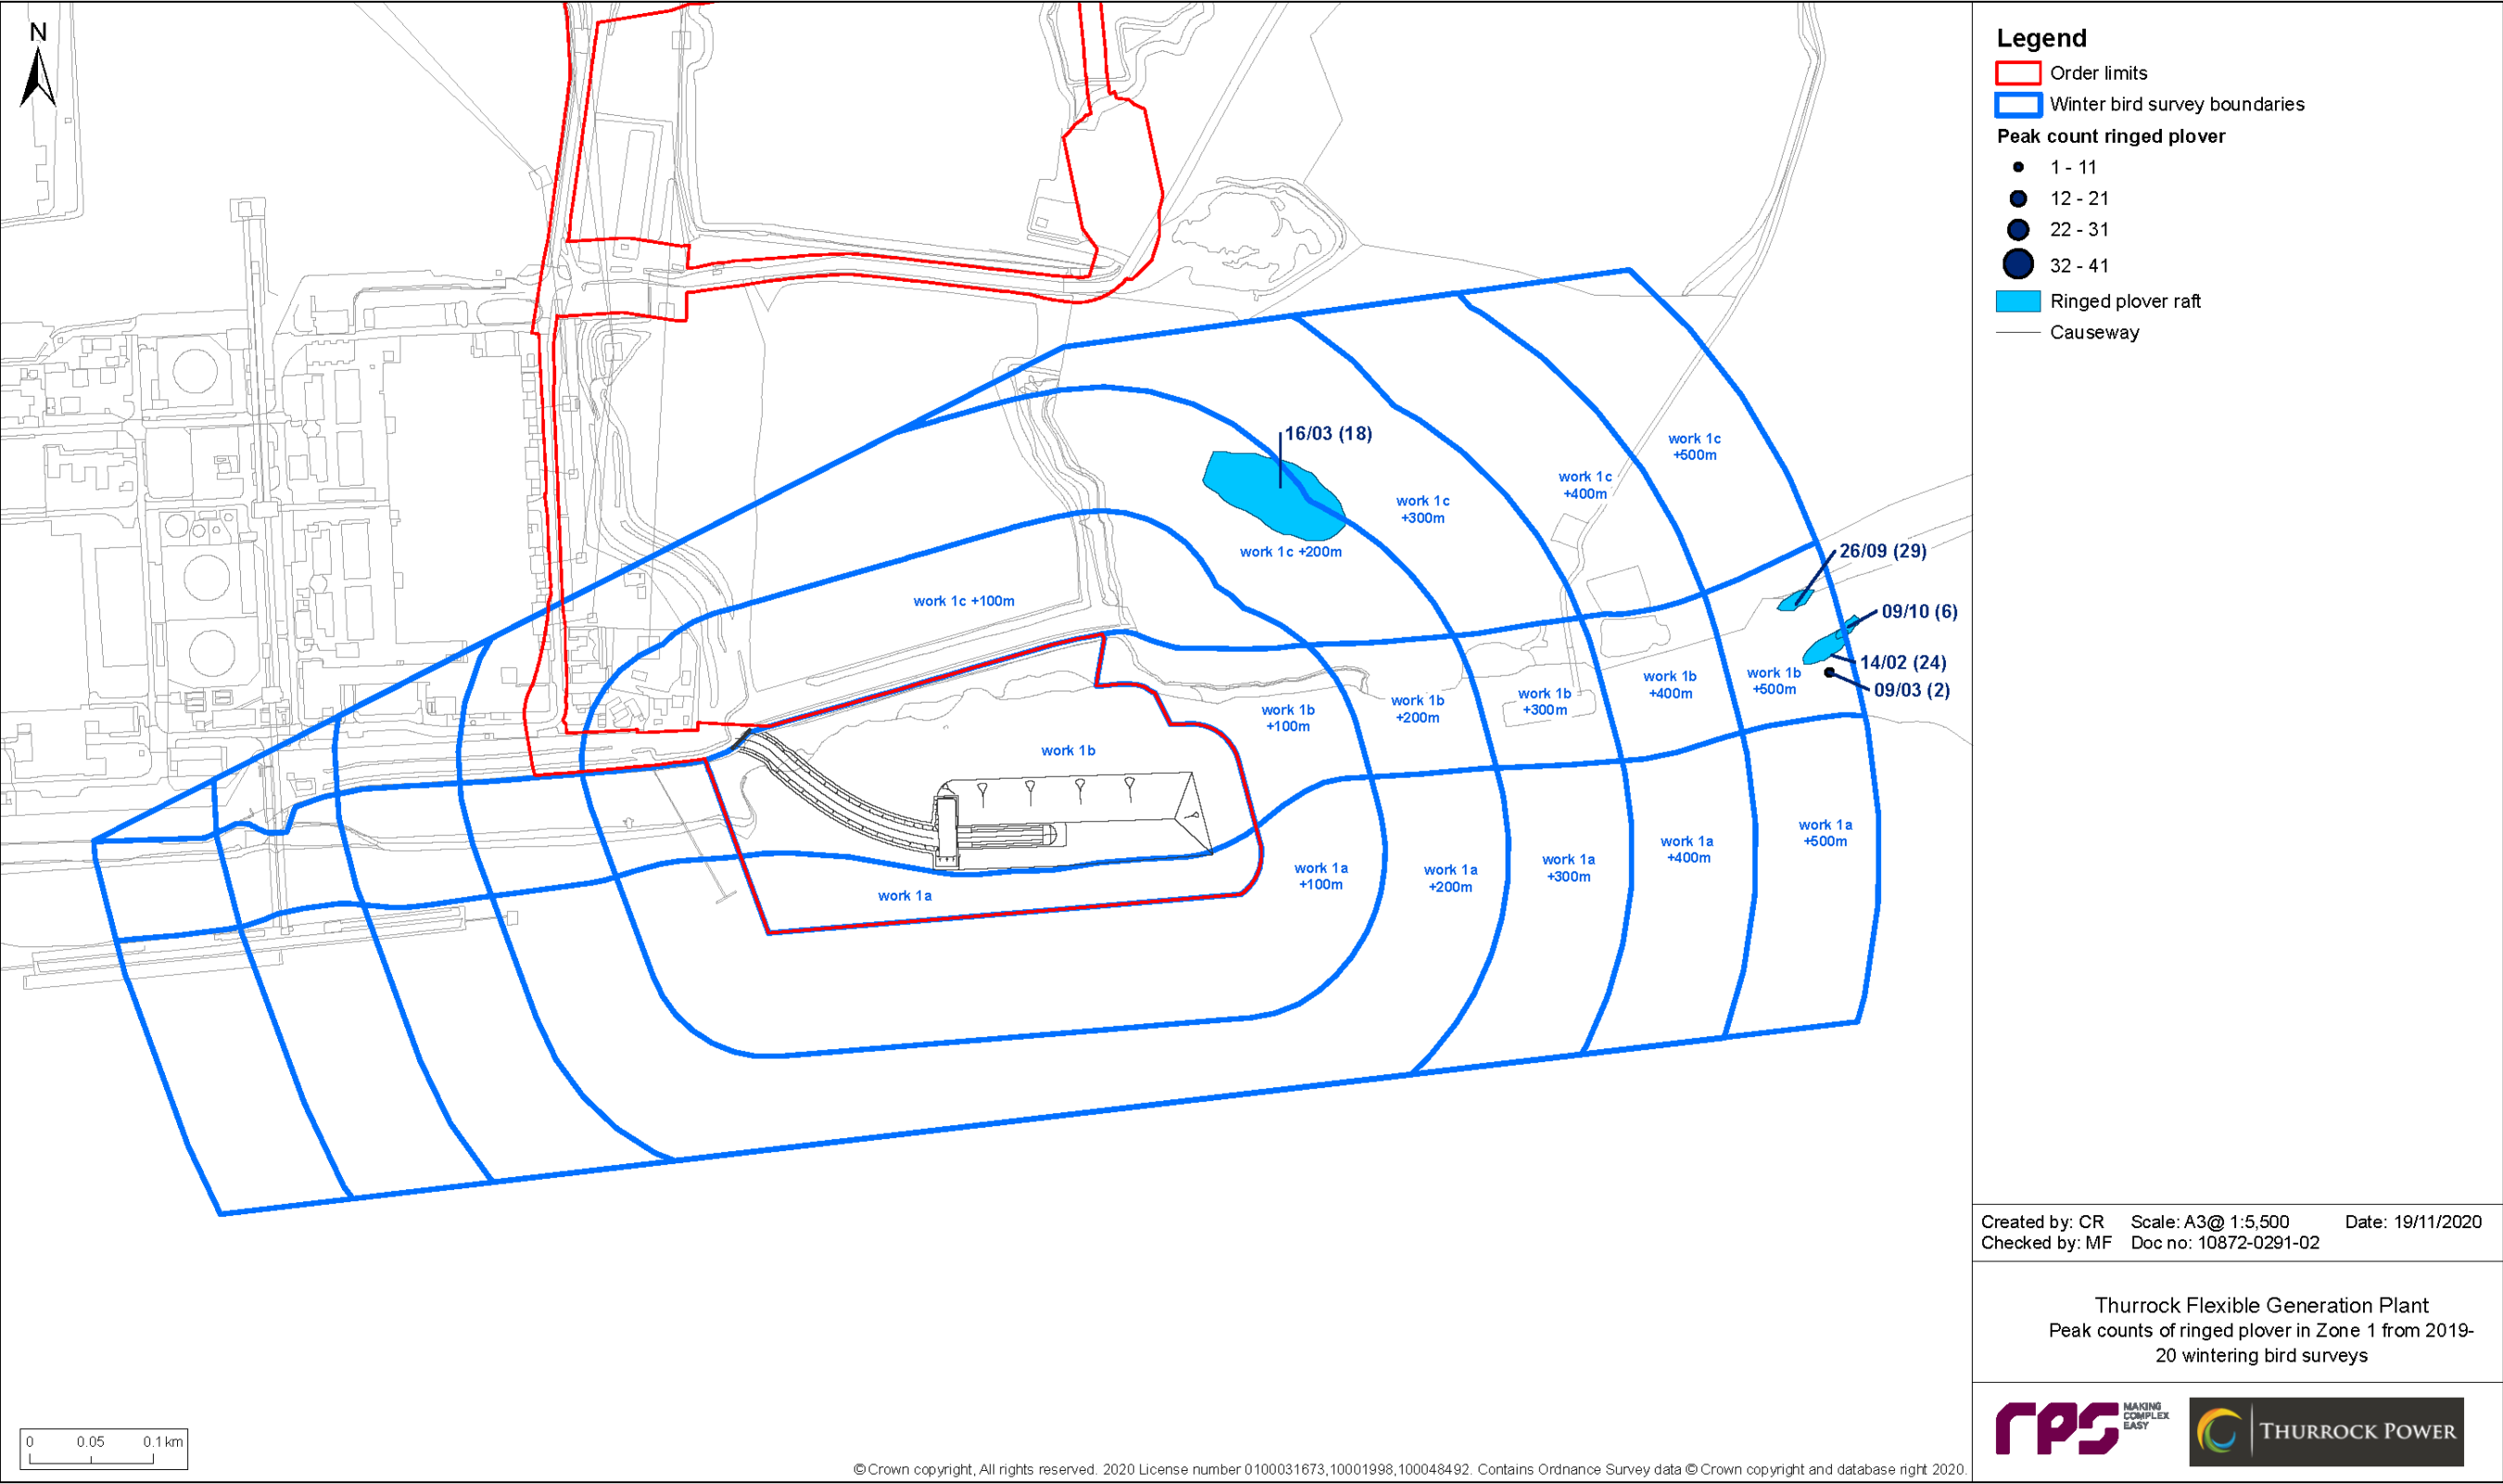 N
16/03 (18)
work 1c
+500m
work 1c
+400m
work 1c
+300m
work 1c +200m
26/09 (29)
work 1c +100m
09/10 (6)
14/02 (24)
09/03 (2)
work 1b
+500m
work 1b
+400m
work 1b
+300m
work 1b
+200m
work 1b
+100m
work 1b
work 1a
+500m
work 1a
+400m
work 1a
+300m
work 1a
+200m
work 1a
+100m
work 1a
0 0.05 0.1 km
© Crown copyright, All rights reserved. 2020 License number 0100031673,10001998,100048492. Contains Ordnance Survey data © Crown copyright and database right 2020.
Legend
Order limits
Winter bird survey boundaries
Peak count ringed plover
1 - 11
12 - 21
22 - 31
32 - 41
Ringed plover raft
Causeway
Created by: CR Scale: A3@ 1:5,500 Date: 19/11/2020
Checked by: MF Doc no: 10872-0291-02
Thurrock Flexible Generation Plant
Peak counts of ringed plover in Zone 1 from 2019-
20 wintering bird surveys
rps
MAKING
COMPLEX
EASY
THURROCK POWER